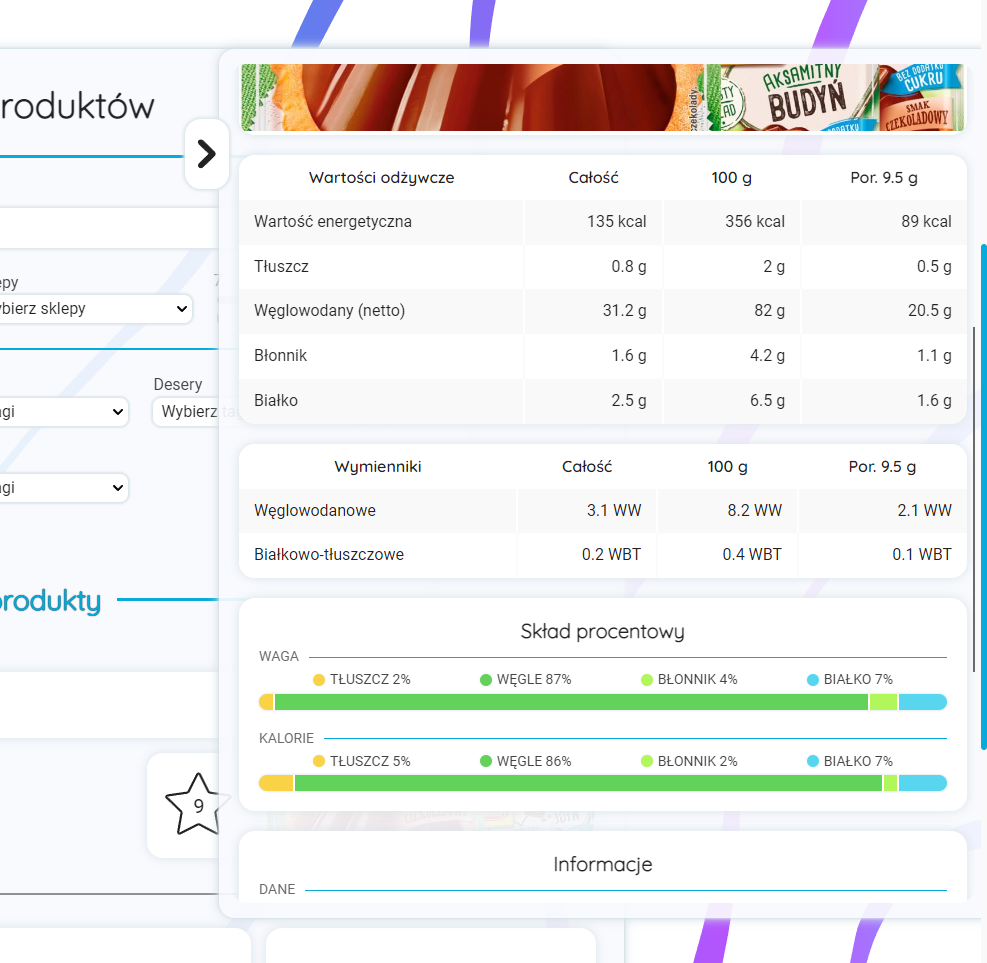 roduktów
AKSAMITNY
BUDYŃ
BEZ DODATKU
CUKRU
SMAK
CZEKOLADOWY
Wartości odżywcze Całość 100 g Por. 9.5 g
Wartość energetyczna 135 kcal 356 kcal 89 kcal
Tłuszcz 0.8 g 2 g 0.5 g
Węglowodany (netto) 31.2 g 82 g 20.5 g
Błonnik 1.6 g 4.2 g 1.1 g
Białko 2.5 g 6.5 g 1.6 g
epy
bierz sklepy
Desery
agi
Wybierz tagi
agi
Wymienniki Całość 100 g Por. 9.5 g
Węglowodanowe 3.1 WW 8.2 WW 2.1 WW
Białkowo-tłuszczowe 0.2 WBT 0.4 WBT 0.1 WBT
produkty
Skład procentowy
WAGA
TŁUSZCZ 2% WĘGLE 87% BŁONNIK 4% BIAŁKO 7%
KALORIE
TŁUSZCZ 5% WĘGLE 86% BŁONNIK 2% BIAŁKO 7%
9
Informacje
DANE